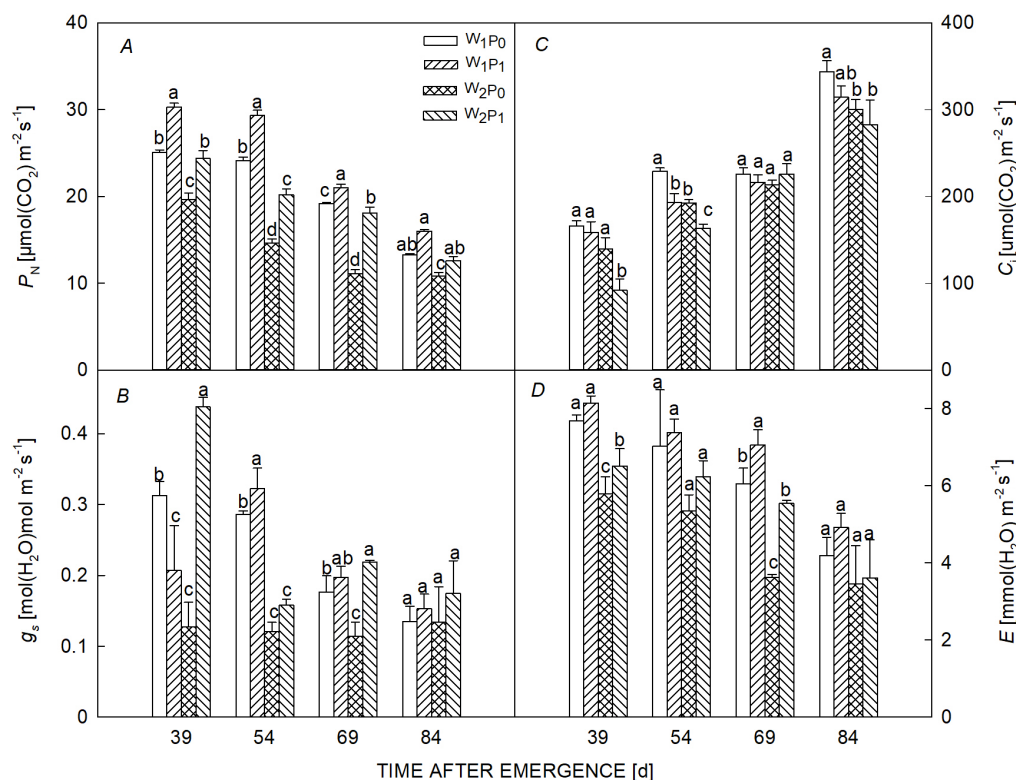 A
W1P0
W1P1
W2P0
W2P1
C
40
30
20
10
0
PN [µmol(CO2) m-2 s-1]
b a c b
b a d c
c a d b
ab a c ab
a a a b
a b b c
a a a a
a ab b b
400
300
200
100
0
Ci [µmol(CO2) m-2 s-1]
B
D
0.4
0.3
0.2
0.1
0
gs [mol(H2O)mol m-2 s-1]
b c c a
b a c c
b ab c a
a a a a
a a c b
a a a a
b a c b
a a a a
8
6
4
2
0
E [mmol(H2O) m-2 s-1]
39 54 69 84 39 54 69 84
TIME AFTER EMERGENCE [d]